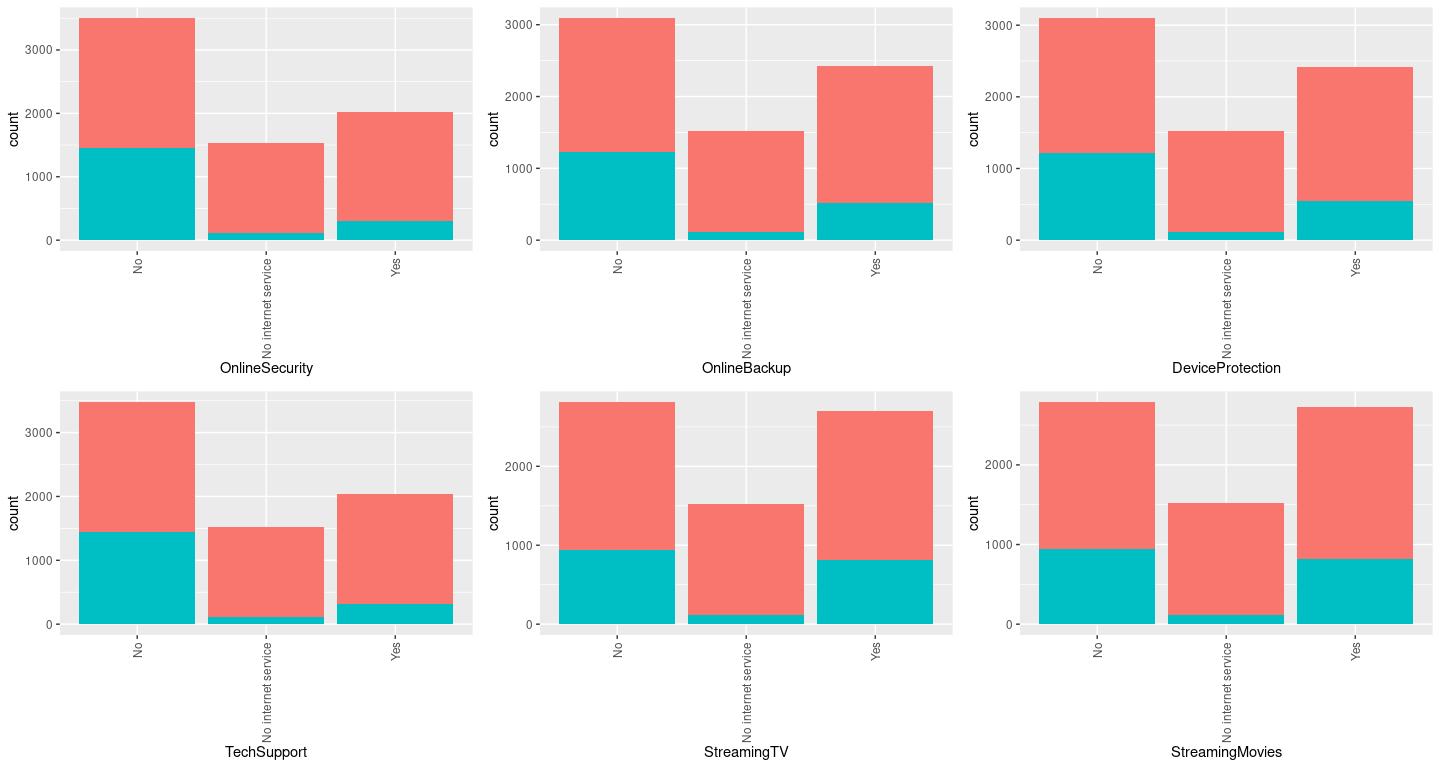 count
3000
2000
1000
0
No
No internet service
Yes
OnlineSecurity
count
3000
2000
1000
0
No
No internet service
Yes
OnlineBackup
count
3000
2000
1000
0
No
No internet service
Yes
DeviceProtection
count
3000
2000
1000
0
No
No internet service
Yes
TechSupport
count
2000
1000
0
No
No internet service
Yes
StreamingTV
count
2000
1000
0
No
No internet service
Yes
StreamingMovies